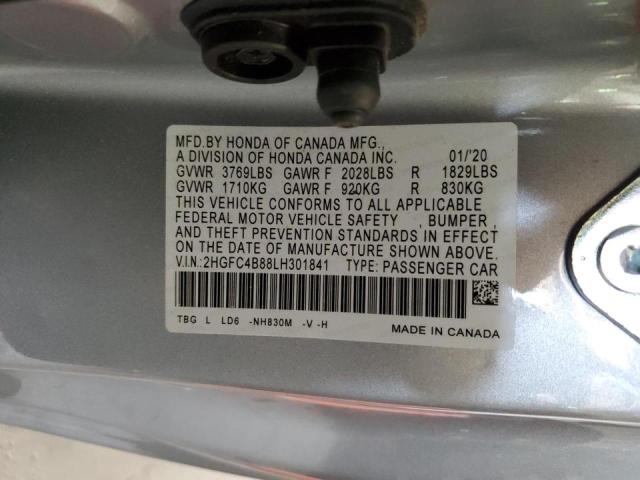 MFD.BY HONDA OF CANADA MFG.,
A DIVISION OF HONDA CANADA INC. 01/'20
GVWR 3769LBS GAWR F 2028LBS R 1829LBS
GVWR 1710KG GAWR F 920KG R 830KG
THIS VEHICLE CONFORMS TO ALL APPLICABLE
FEDERAL MOTOR VEHICLE SAFETY , BUMPER ,
AND THEFT PREVENTION STANDARDS IN EFFECT
ON THE DATE OF MANUFACTURE SHOWN ABOVE.
V.I.N:2HGFC4B88LH301841 TYPE:PASSENGER CAR
TBG L LD6 -NH830M -V -H
MADE IN CANADA